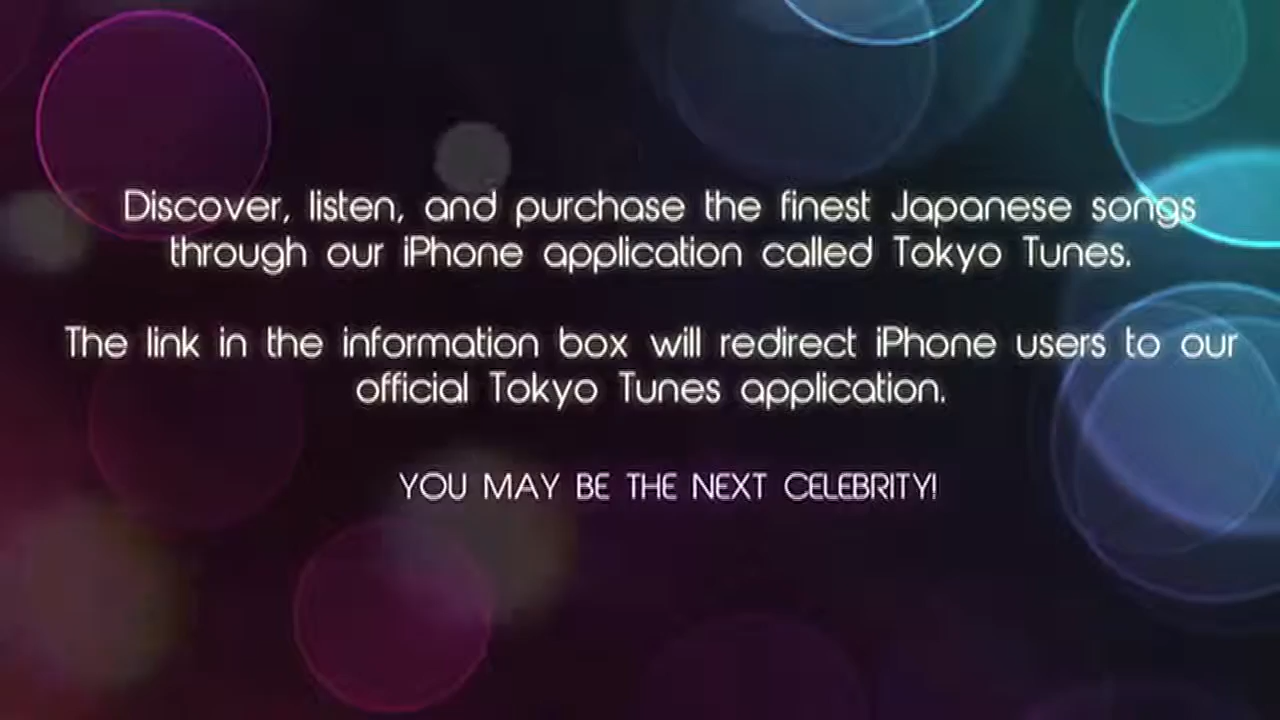 Discover, listen, and purchase the finest Japanese songs
through our iPhone application called Tokyo Tunes.
The link in the information box will redirect iPhone users to our
official Tokyo Tunes application.
YOU MAY BE THE NEXT CELEBRITY!